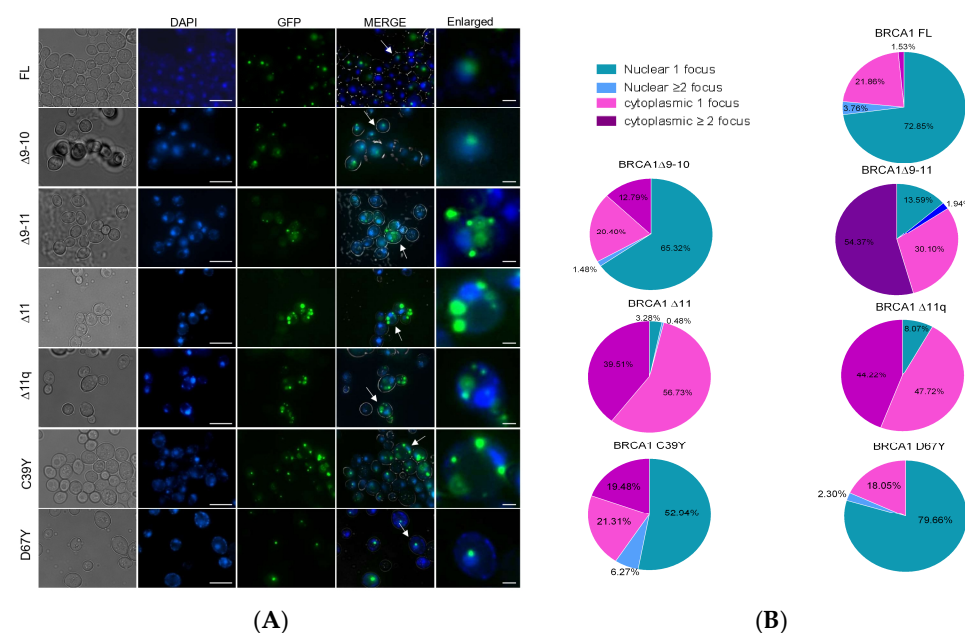 DAPI GFP MERGE Enlarged
FL
Δ9-10
Δ9-11
Δ11
Δ11q
C39Y
D67Y
(A)
Nuclear 1 focus
Nuclear ≥2 focus
cytoplasmic 1 focus
cytoplasmic ≥ 2 focus
BRCA1 FL
1.53%
21.86%
3.76%
72.85%
BRCA1Δ9-10
12.79%
20.40%
1.48%
65.32%
BRCA1Δ9-11
13.59%
1.94%
54.37%
30.10%
BRCA1 Δ11
3.28%
0.48%
39.51%
56.73%
BRCA1 Δ11q
8.07%
44.22%
47.72%
BRCA1 C39Y
19.48%
52.94%
21.31%
6.27%
BRCA1 D67Y
18.05%
2.30%
79.66%
(B)